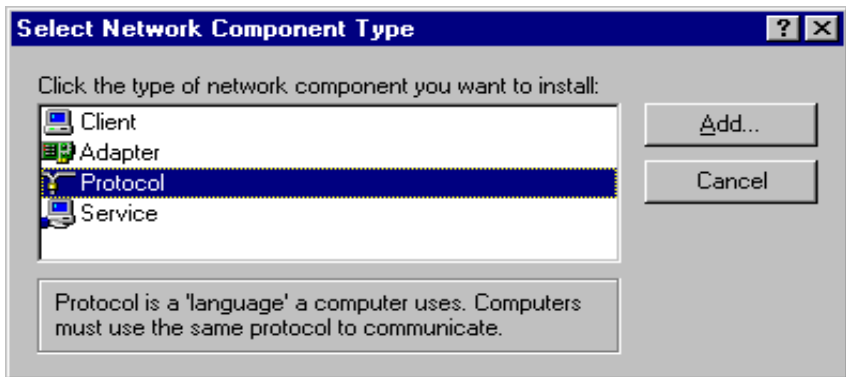 Select Network Component Type
Click the type of network component you want to install:
Client
Adapter
Protocol
Service
Add...
Cancel
Protocol is a 'language' a computer uses. Computers
must use the same protocol to communicate.